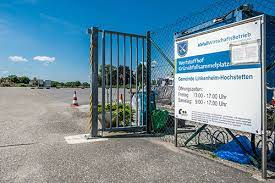 AbfallWirtschaftsBetrieb
Wertstoffhof
Grünabfallsammelplatz
Gemeinde Linkenheim-Hochstetten
Öffnungszeiten:
Freitag 13.00 - 17.00 Uhr
Samstag 9.00 - 17.00 Uhr